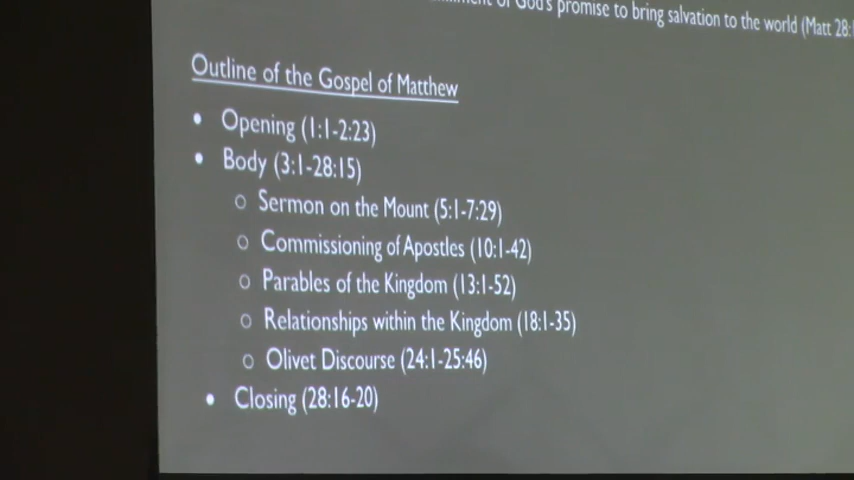 of God's promise to bring salvation to the world (Matt 28:
Outline of the Gospel of Matthew
• Opening (1:1-2:23)
• Body (3:1-28:15)
o Sermon on the Mount (5:1-7:29)
o Commissioning of Apostles (10:1-42)
o Parables of the Kingdom (13:1-52)
o Relationships within the Kingdom (18:1-35)
o Olivet Discourse (24:1-25:46)
• Closing (28:16-20)